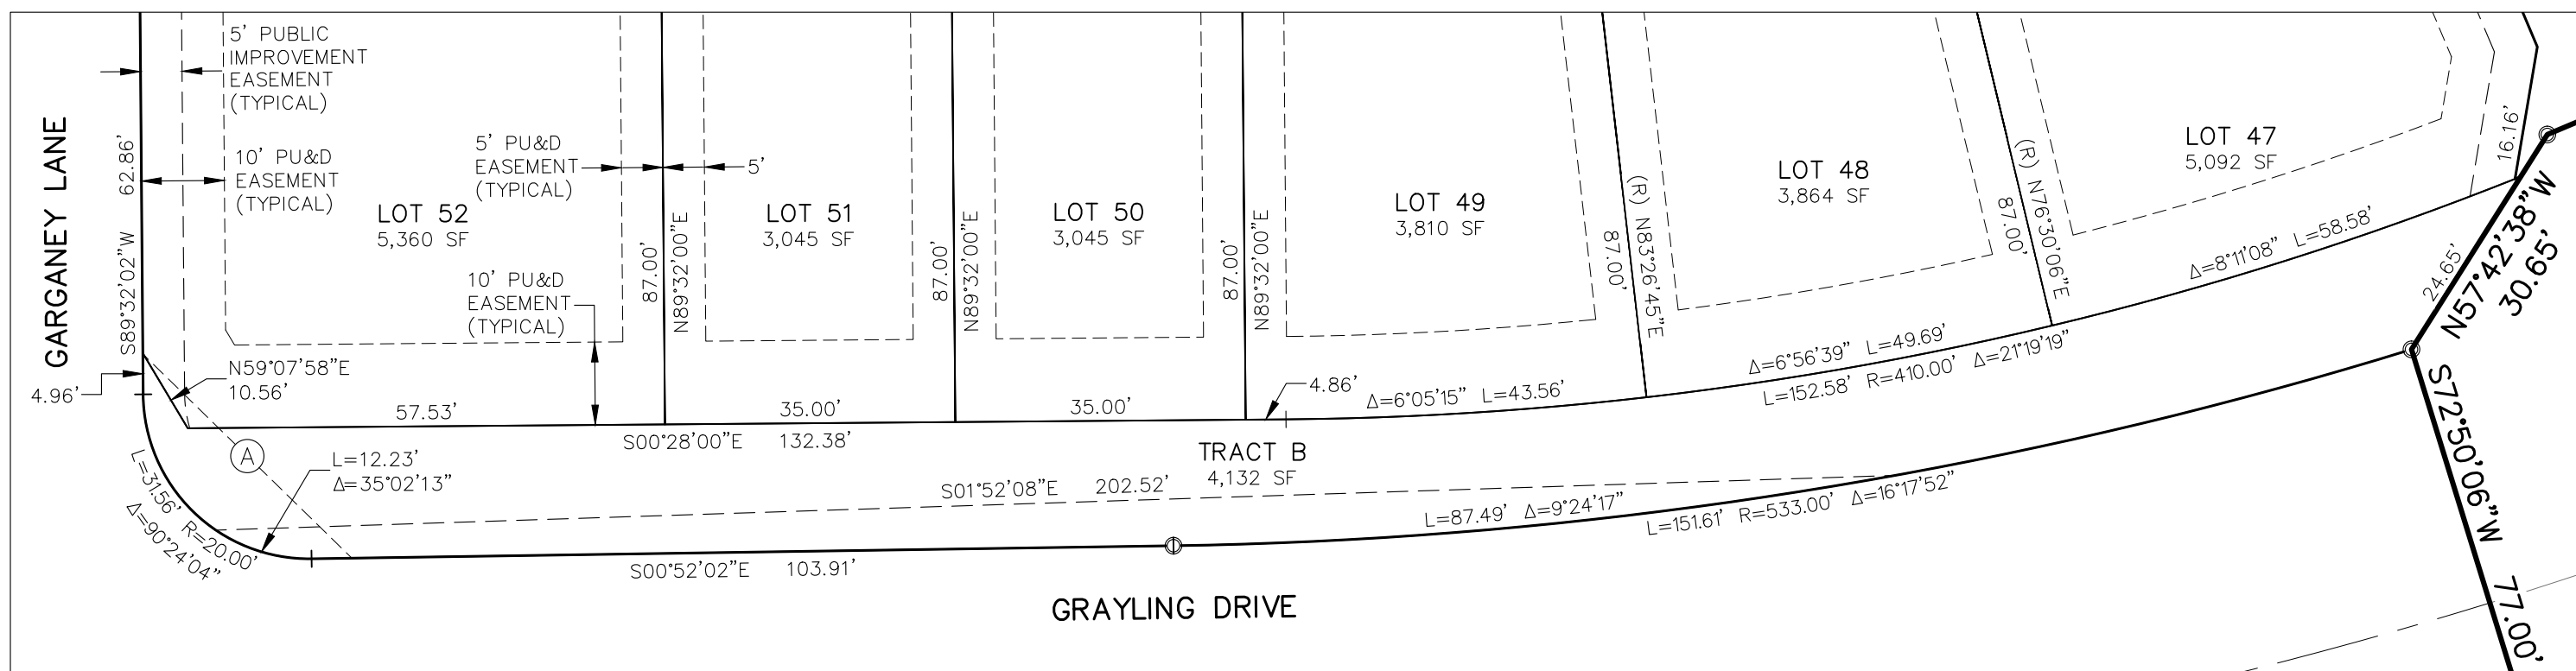 5' PUBLIC
IMPROVEMENT
EASEMENT
(TYPICAL)
GARGANEY LANE
62.86'
S89°32'02"W
10' PU&D
EASEMENT
(TYPICAL)
LOT 52
5,360 SF
5' PU&D
EASEMENT
(TYPICAL)
5'
10' PU&D
EASEMENT
(TYPICAL)
87.00'
N89°32'00"E
LOT 51
3,045 SF
87.00'
N89°32'00"E
LOT 50
3,045 SF
87.00'
N89°32'00"E
LOT 49
3,810 SF
87.00'
(R) N83°26'45"E
LOT 48
3,864 SF
87.00'
(R) N76°30'06"E
LOT 47
5,092 SF
16.16'
4.96'
N59°07'58"E
10.56'
57.53'
35.00'
35.00'
4.86'
Δ=6°05'15" L=43.56'
Δ=6°56'39" L=49.69'
Δ=8°11'08" L=58.58'
24.65'
N57°42'38"W
30.65'
S00°28'00"E 132.38'
L=152.58' R=410.00' Δ=21°19'19"
A
L=12.23'
Δ=35°02'13"
L=31.56' R=20.00'
Δ=90°24'04"
TRACT B
4,132 SF
S01°52'08"E 202.52'
L=87.49' Δ=9°24'17"
L=151.61' R=533.00' Δ=16°17'52"
S00°52'02"E 103.91'
S72°50'06"W 77.00'
GRAYLING DRIVE